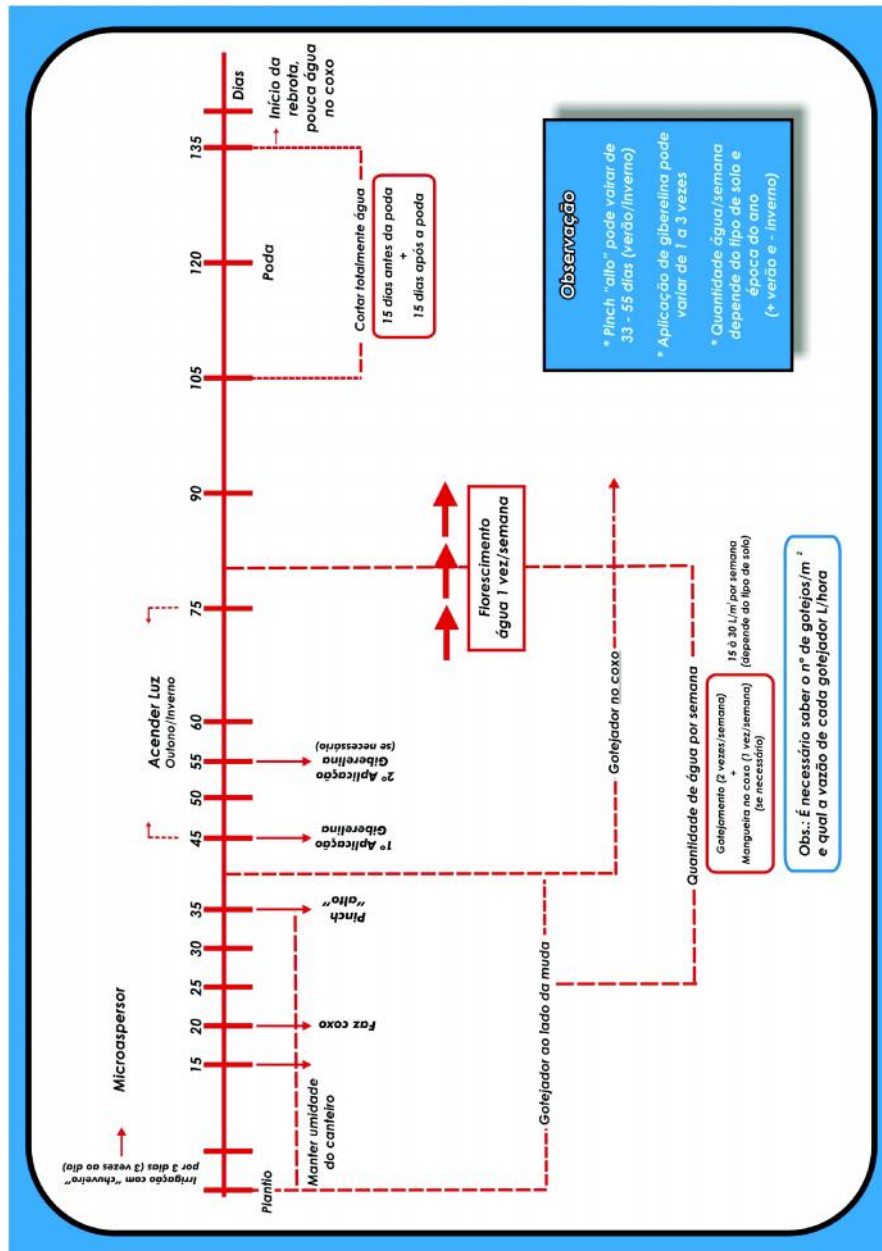 Irrigação com "chuveiro"
por 3 dias (3 vezes ao dia)
Microaspersor
Acender Luz
Outono/Inverno
Plantio
15
20
25
30
35
45
50
55
60
75
90
105
120
135
Dias
Manter umidade
do canteiro
Faz coxo
Pinch
"alto"
1º Aplicação
Giberelina
2º Aplicação
Giberelina
(se necessário)
Poda
Início da
rebrota,
pouca água
no coxo
Cortar totalmente água
15 dias antes da poda
+
15 dias após a poda
Florescimento
água 1 vez/semana
Gotejador ao lado da muda
Gotejador no coxo
Quantidade de água por semana
Gotejamento (2 vezes/semana)
+
Mangueira no coxo (1 vez/semana)
(se necessário)
15 à 30 L/m² por semana
(depende do tipo de solo)
Obs.: É necessário saber o nº de gotejos/m²
e qual a vazão de cada gotejador L/hora
Observação
* Pinch "alto" pode vairar de
33 - 55 dias (verão/inverno)
* Aplicação de giberelina pode
variar de 1 a 3 vezes
* Quantidade água/semana
depende do tipo de solo e
época do ano
(+ verão e - inverno)